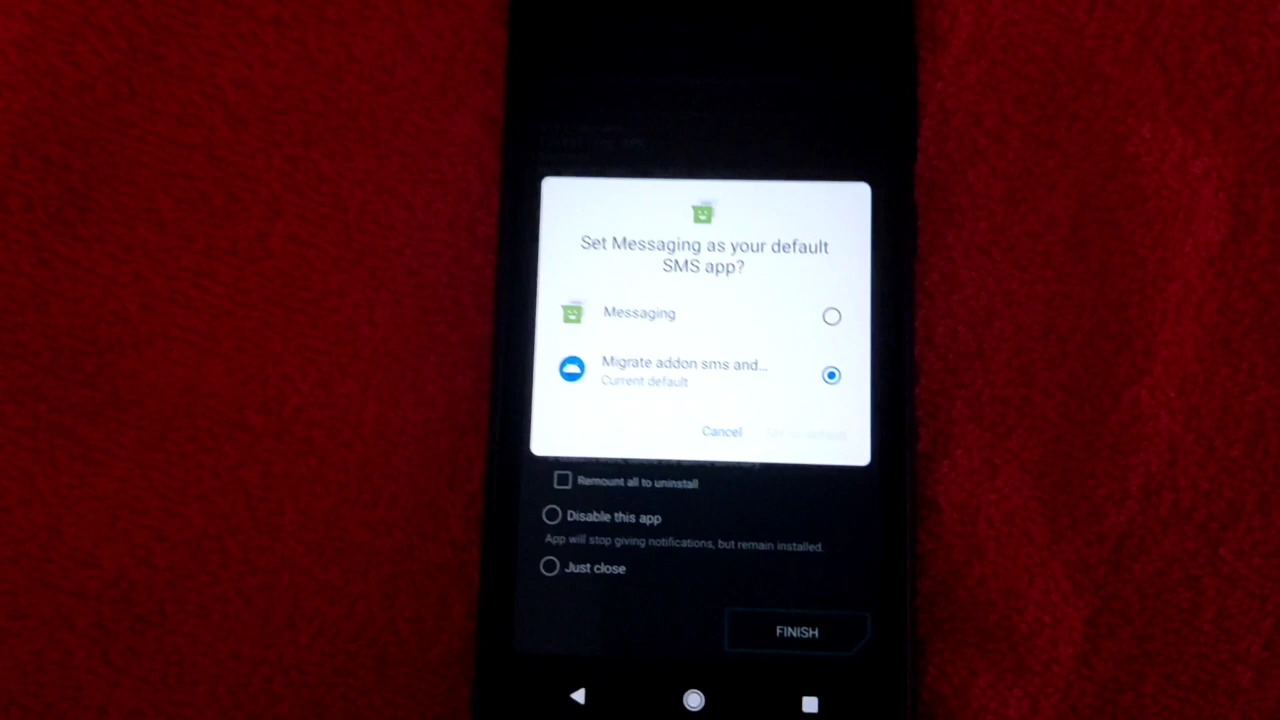 Set Messaging as your default
SMS app?
Messaging
Migrate addon sms and...
Current default
Cancel
Remount all to uninstall
Disable this app
App will stop giving notifications, but remain installed.
Just close
FINISH